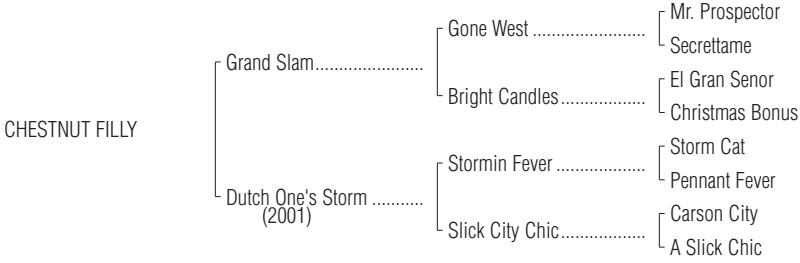 Mr. Prospector
Gone West ........................
Secrettame
Grand Slam.......................
El Gran Senor
Bright Candles..................
Christmas Bonus
CHESTNUT FILLY
Storm Cat
Stormin Fever ...................
Pennant Fever
Dutch One's Storm ...........
(2001)
Carson City
Slick City Chic..................
A Slick Chic